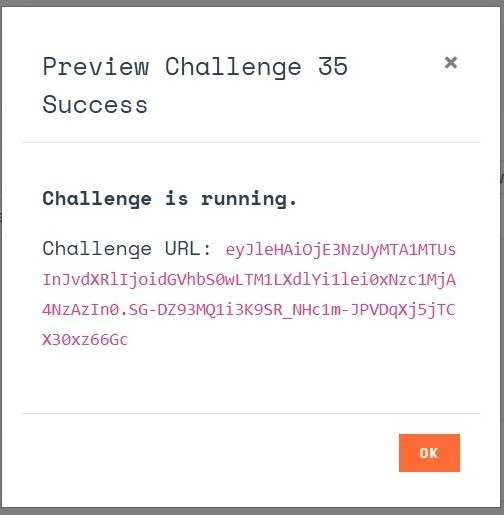 Preview Challenge 35
Success
×
Challenge is running.
Challenge URL: eyJleHAiOjE3NzUyMTA1MTUs
InJvdXRlIjoidGVhbS0wLTM1LXdlYi1lei0xNzc1MjA
4NzAzIn0.SG-DZ93MQ1i3K9SR_NHc1m-JPVDqXj5jTC
X30xz66Gc
OK